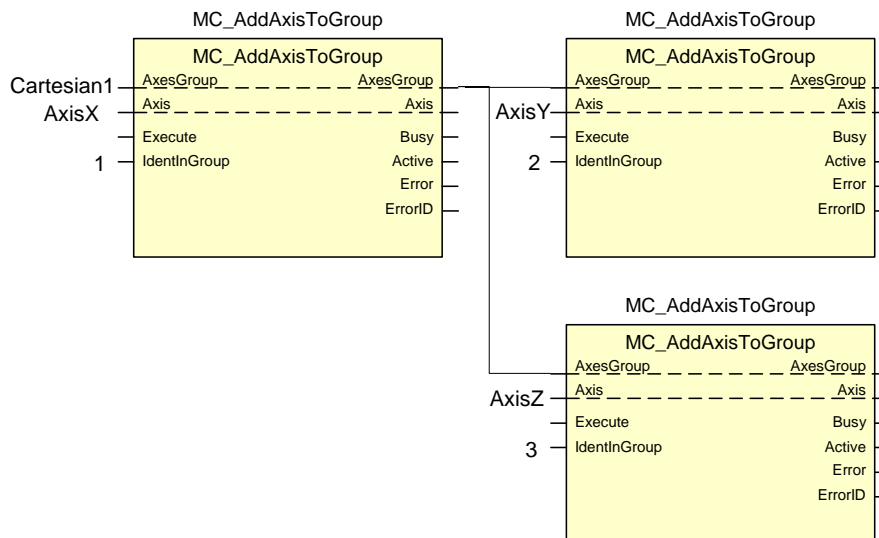 MC_AddAxisToGroup
MC_AddAxisToGroup
Cartesian1 AxesGroup AxesGroup
AxisX Axis Axis
Execute Busy
1 IdentInGroup Active
Error
ErrorID
MC_AddAxisToGroup
MC_AddAxisToGroup
AxesGroup AxesGroup
AxisY Axis Axis
Execute Busy
2 IdentInGroup Active
Error
ErrorID
MC_AddAxisToGroup
MC_AddAxisToGroup
AxesGroup AxesGroup
AxisZ Axis Axis
Execute Busy
3 IdentInGroup Active
Error
ErrorID